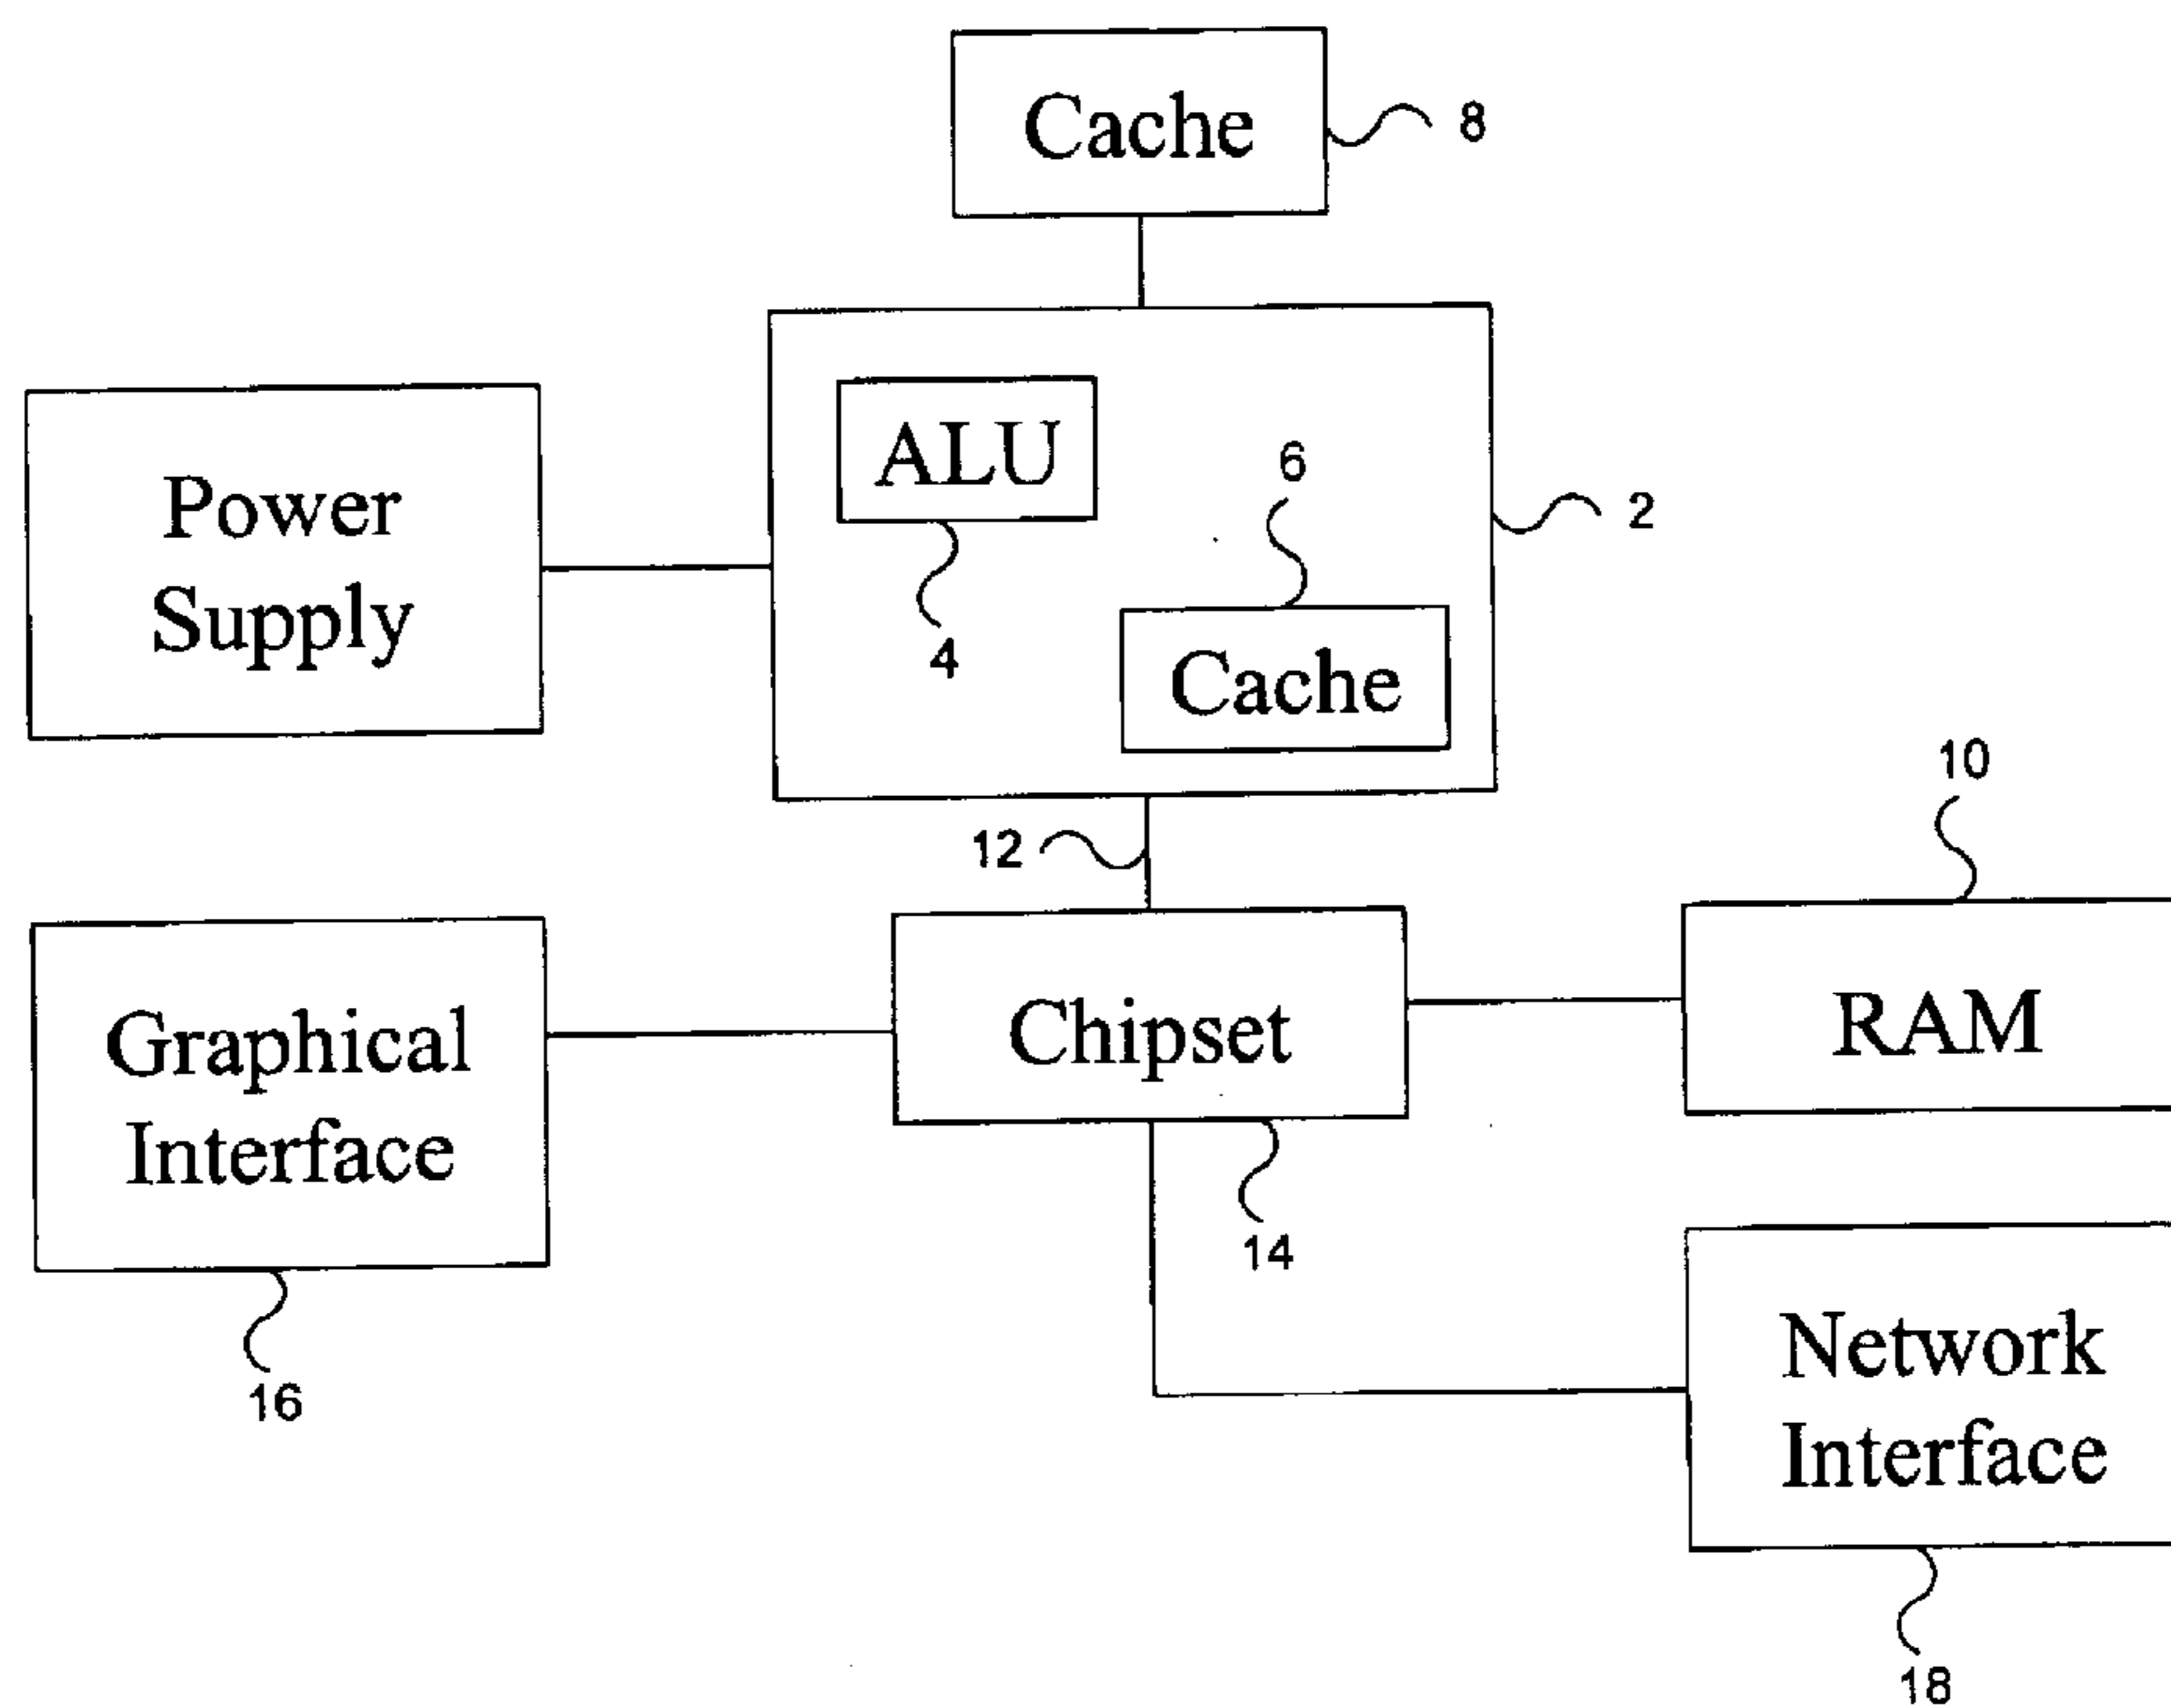 Cache
8
ALU
6
2
Power
Supply
4
Cache
10
12
Graphical
Interface
Chipset
RAM
14
16
Network
Interface
18